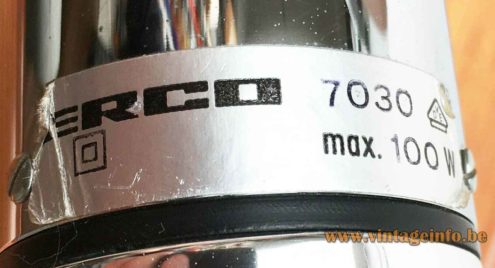 ERCO 7030
max. 100 W
www.vintageinfo.be